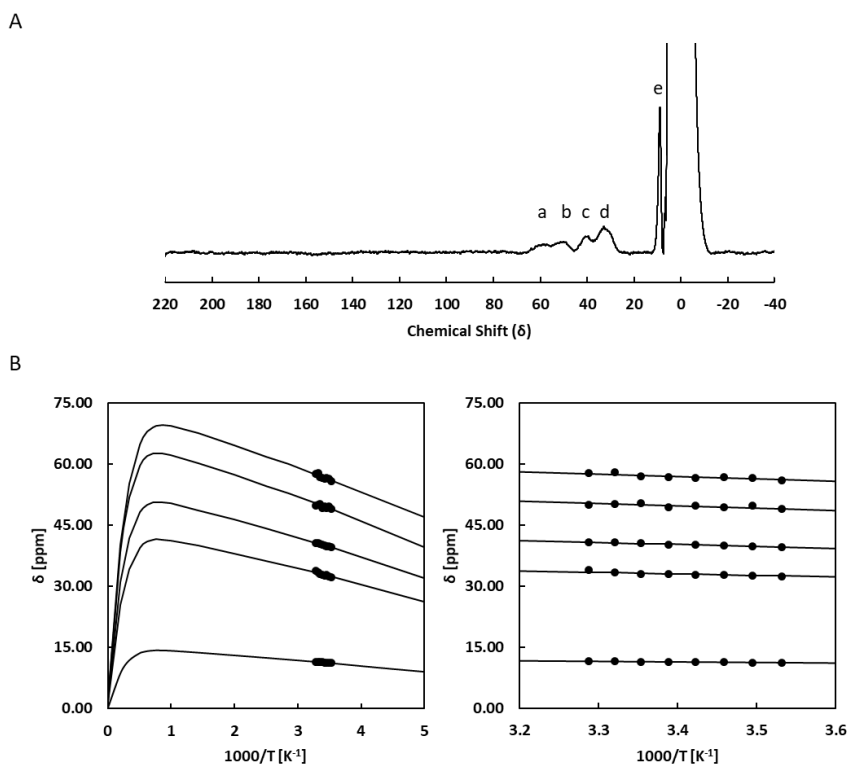 A
e
a b c d
220 200 180 160 140 120 100 80 60 40 20 0 -20 -40
Chemical Shift (δ)
B
75.00 75.00
60.00 60.00
45.00 45.00
δ [ppm] δ [ppm]
30.00 30.00
15.00 15.00
0.00 0.00
0 1 2 3 4 5 3.2 3.3 3.4 3.5 3.6
1000/T [K⁻¹] 1000/T [K⁻¹]